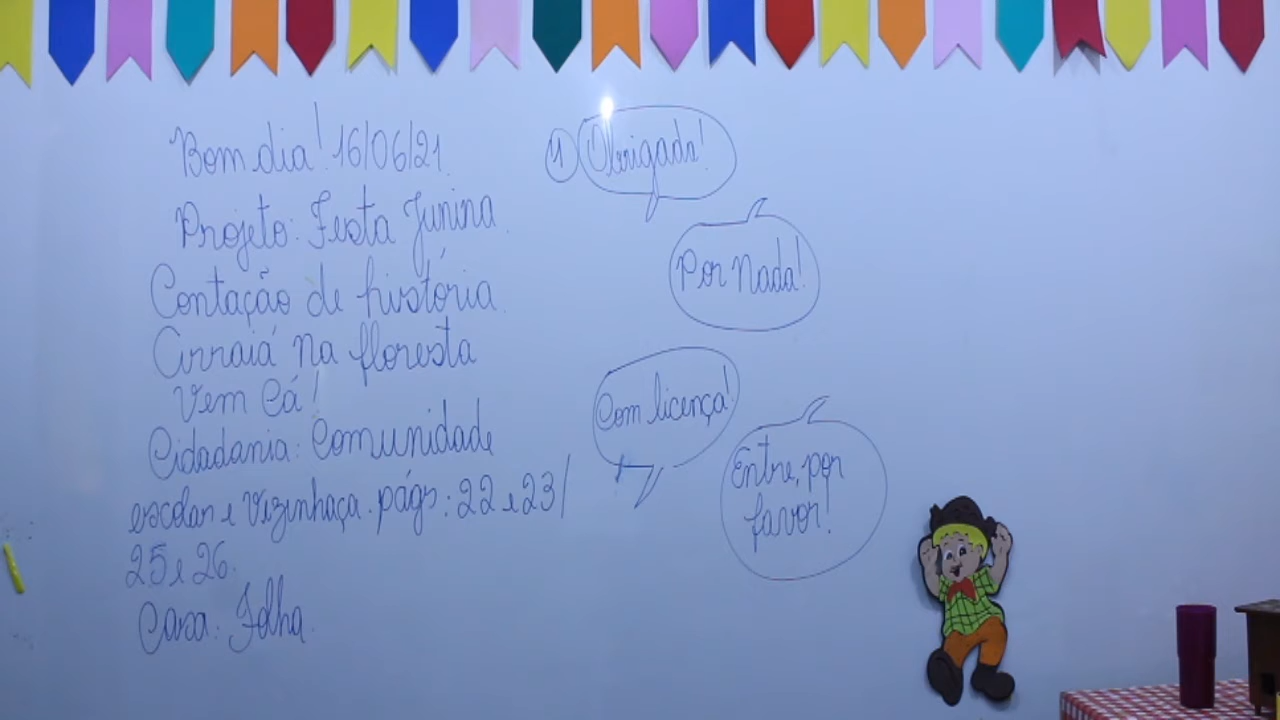 Bom dia! 16/06/21.
Projeto: Festa Junina.
Contação de história.
Arraiá na floresta
Vem Cá!
Cidadania: Comunidade
escolar e Vizinhaça. págs: 22 e 23/
25 e 26.
Casa: Folha.
1 Obrigada!
Por Nada!
Com licença!
Entre, por
favor!